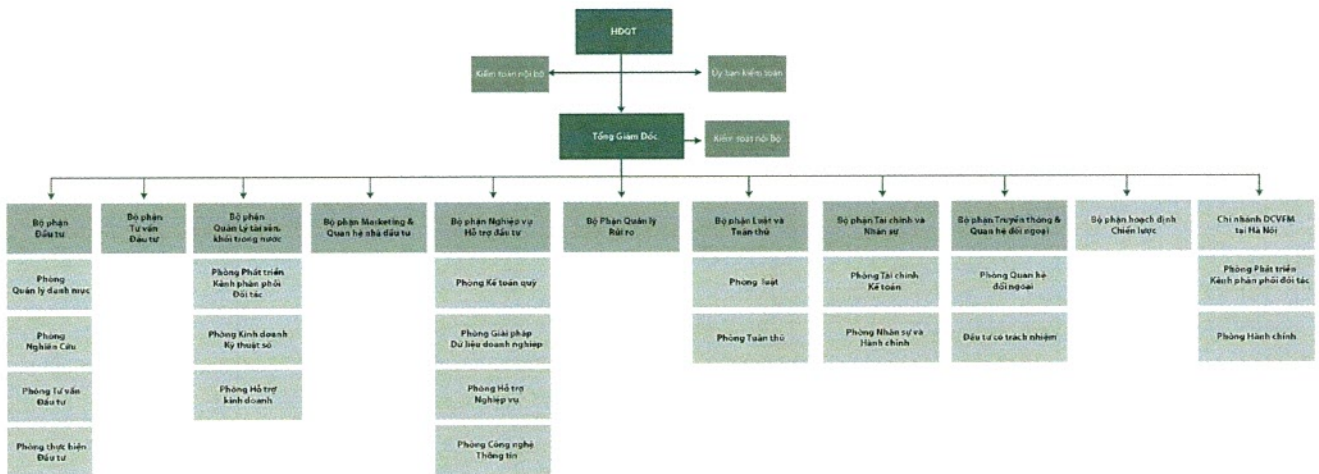 HĐQT
Kiểm toán nội bộ
Ủy ban kiểm toán
Tổng Giám Đốc
Kiểm toát nội bộ
Bộ phận
Đầu tư
Bộ phận
Tư vấn
Đầu tư
Bộ phận
Quản Lý tài sản,
khối trong nước
Bộ phận Marketing &
Quan hệ nhà đầu tư
Bộ phận Nghiệp vụ
Hỗ trợ đầu tư
Bộ Phận Quản lý
Rủi ro
Bộ phận Luật và
Tuân thủ
Bộ phận Tài chính và
Nhân sự
Bộ phận Truyền thông &
Quan hệ đối ngoại
Bộ phận hoạch định
Chiến lược
Chi nhánh DCVFM
tại Hà Nội
Phòng
Quản lý danh mục
Phòng Phát triển
Kênh phân phối
Đối tác
Phòng Kế toán quỹ
Phòng luật
Phòng Tài chính
Kế toán
Phòng Quan hệ
đối ngoại
Phòng Phát triển
Kênh phân phối đối tác
Phòng
Nghiên Cứu
Phòng Kinh doanh
Kỹ thuật số
Phòng Giải pháp
Dữ liệu doanh nghiệp
Phòng Tuân thủ
Phòng Nhân sự và
Hành chính
Đầu tư có trách nhiệm
Phòng Hành chính
Phòng Tư vấn
Đầu tư
Phòng Hỗ trợ
kinh doanh
Phòng Hỗ trợ
Nghiệp vụ
Phòng thực hiện
Đầu tư
Phòng Công nghệ
Thông tin